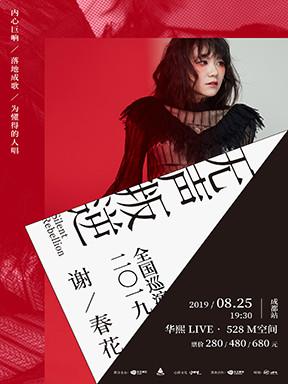 内心巨响 / 落地成歌 / 为懂得的人唱
无声叛逆
Silent
Rebellion
全国巡演
二〇一九
谢/春花
2019 / 08.25
19:30
成都站
华熙 LIVE · 528 M空间
票价 280 / 480 / 680 元